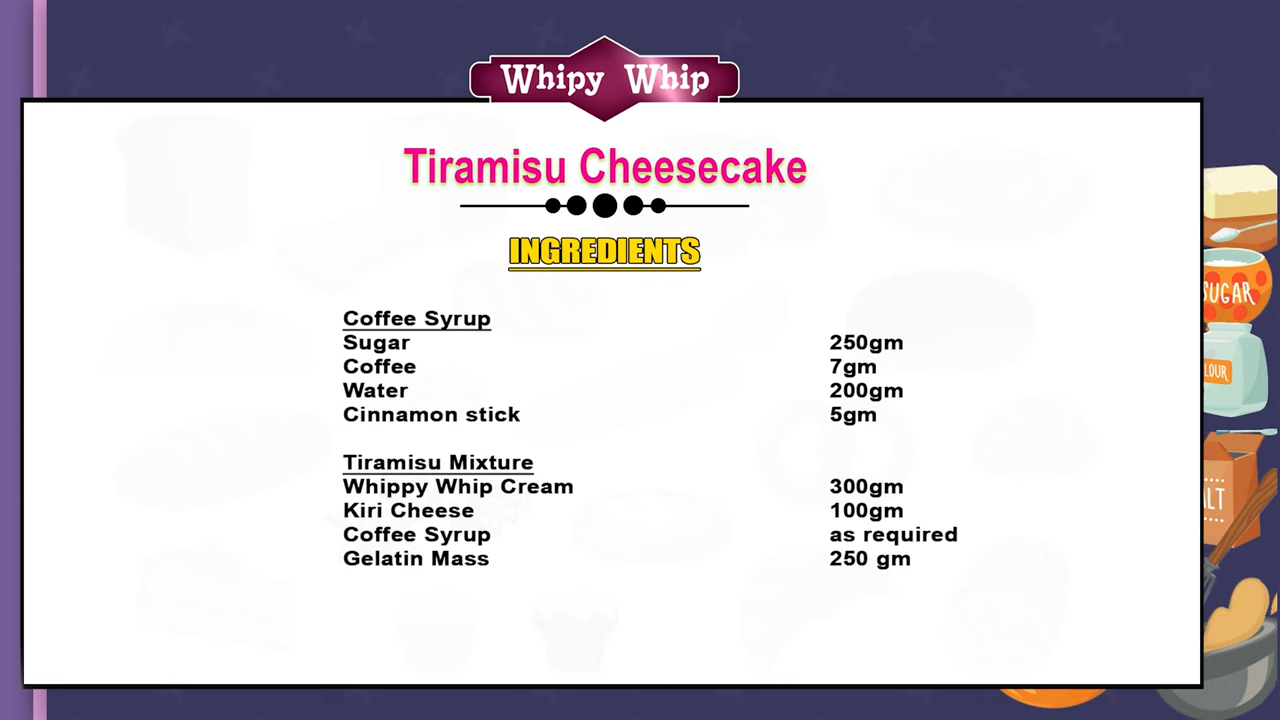 Whipy Whip
Tiramisu Cheesecake
INGREDIENTS
Coffee Syrup
Sugar 250gm
Coffee 7gm
Water 200gm
Cinnamon stick 5gm
Tiramisu Mixture
Whippy Whip Cream 300gm
Kiri Cheese 100gm
Coffee Syrup as required
Gelatin Mass 250 gm
SUGAR
LOUR
ALT